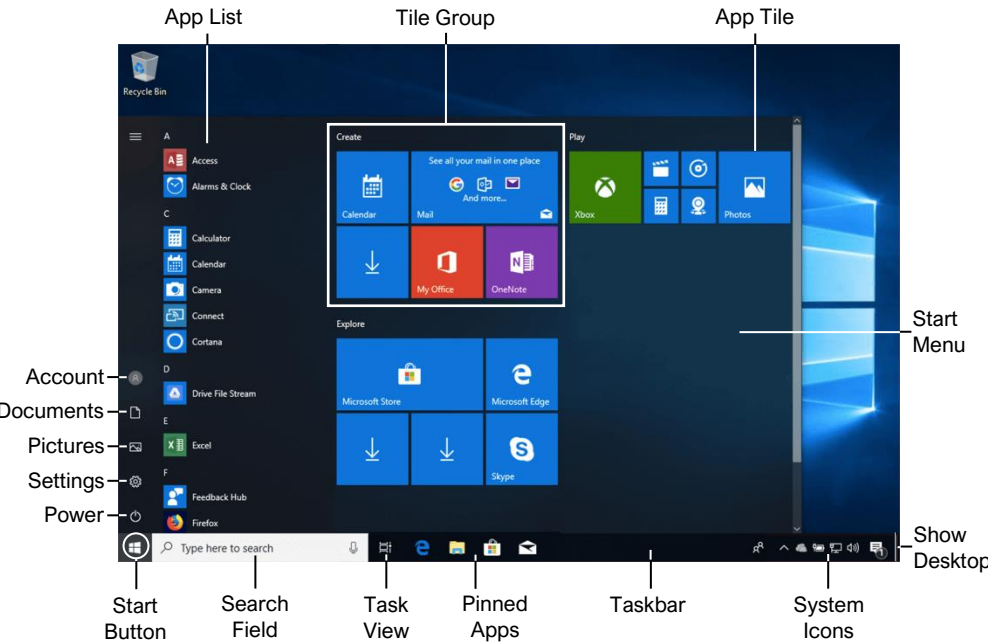 App List
Tile Group
App Tile
Recycle Bin
A
Access
Alarms & Clock
C
Calculator
Calendar
Camera
Connect
Cortana
D
Drive File Stream
E
Excel
F
Feedback Hub
Firefox
Create
Calendar
See all your mail in one place
And more...
Mail
My Office
OneNote
Explore
Microsoft Store
Microsoft Edge
Skype
Play
Xbox
Photos
Start
Menu
Account
Documents
Pictures
Settings
Power
Type here to search
1
Show
Desktop
Start
Button
Search
Field
Task
View
Pinned
Apps
Taskbar
System
Icons